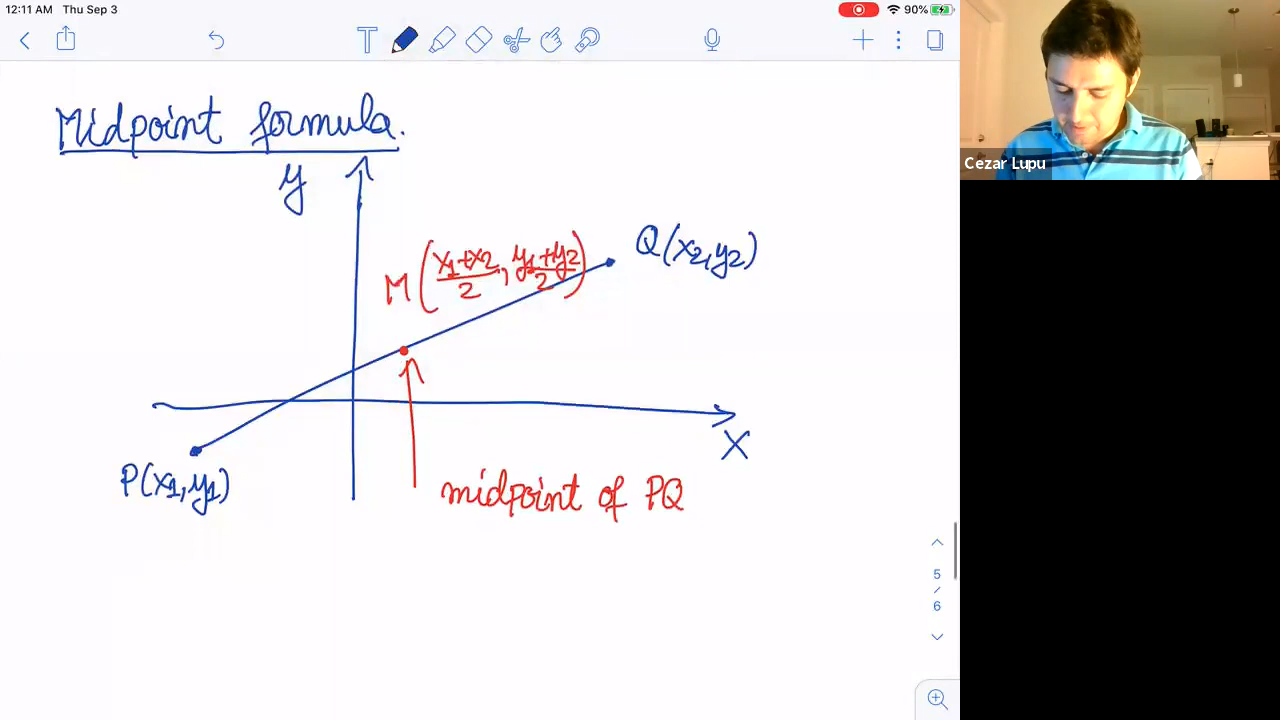 12:11 AM Thu Sep 3
90%
T
Midpoint formula.
Cezar Lupu
y
Q(x2,y2)
M(x1+x2/2, y1+y2/2)
X
P(x1,y1)
midpoint of PQ
5
/
6